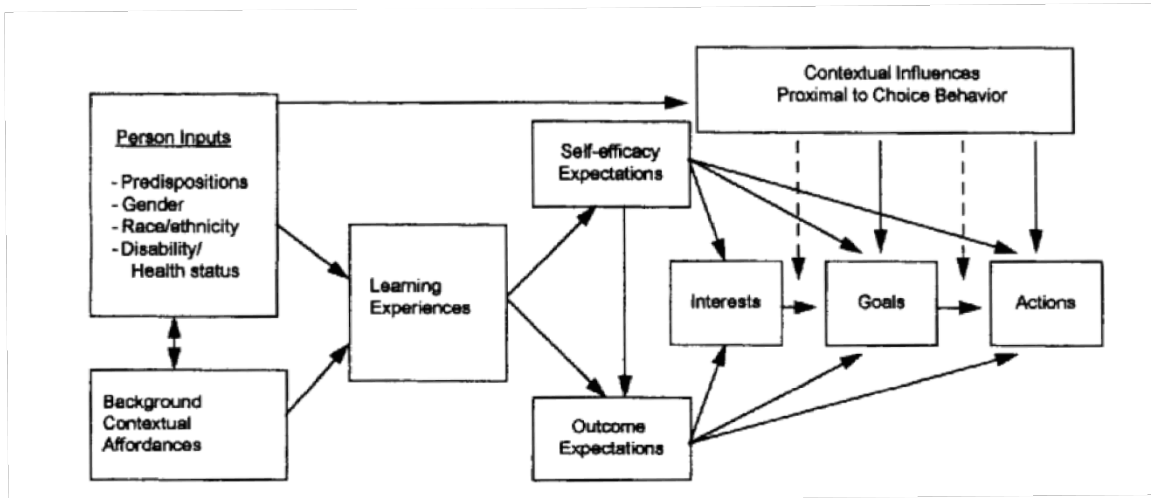 Contextual Influences
Proximal to Choice Behavior
Person Inputs
- Predispositions
- Gender
- Race/ethnicity
- Disability/
Health status
Self-efficacy
Expectations
Learning
Experiences
Interests
Goals
Actions
Background
Contextual
Affordances
Outcome
Expectations